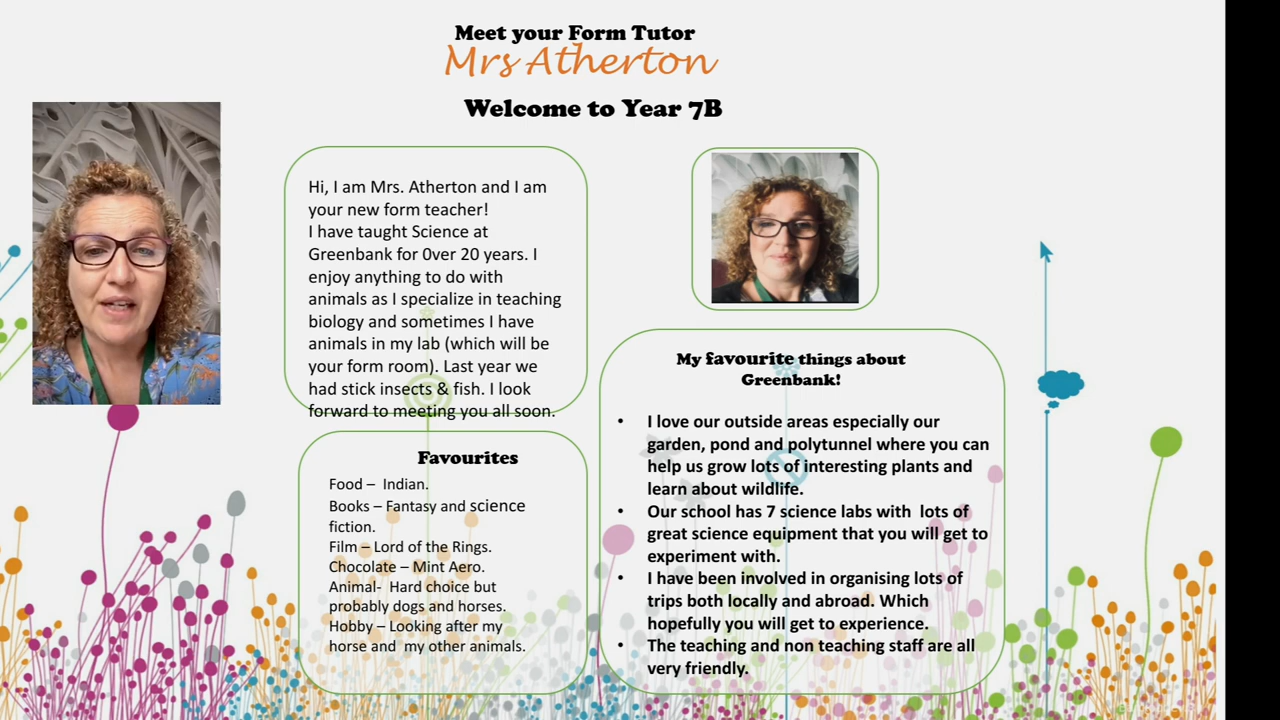 Meet your Form Tutor
Mrs Atherton
Welcome to Year 7B
Hi, I am Mrs. Atherton and I am
your new form teacher!
I have taught Science at
Greenbank for 0ver 20 years. I
enjoy anything to do with
animals as I specialize in teaching
biology and sometimes I have
animals in my lab (which will be
your form room). Last year we
had stick insects & fish. I look
forward to meeting you all soon.
Favourites
Food – Indian.
Books – Fantasy and science
fiction.
Film – Lord of the Rings.
Chocolate – Mint Aero.
Animal- Hard choice but
probably dogs and horses.
Hobby – Looking after my
horse and my other animals.
My favourite things about
Greenbank!
• I love our outside areas especially our
garden, pond and polytunnel where you can
help us grow lots of interesting plants and
learn about wildlife.
• Our school has 7 science labs with lots of
great science equipment that you will get to
experiment with.
• I have been involved in organising lots of
trips both locally and abroad. Which
hopefully you will get to experience.
• The teaching and non teaching staff are all
very friendly.